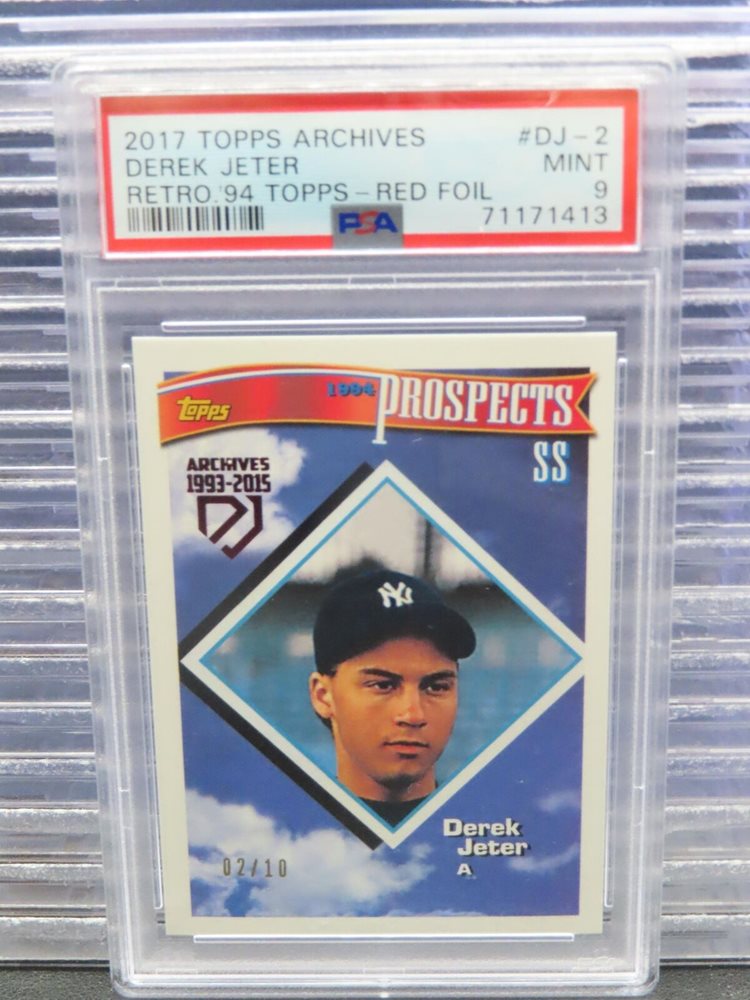 2017 TOPPS ARCHIVES #DJ-2
DEREK JETER MINT
RETRO.'94 TOPPS-RED FOIL 9
PSA 71171413
Topps 1994 PROSPECTS
SS
ARCHIVES
1993-2015
DJ
NY
Derek
Jeter
A
02/10